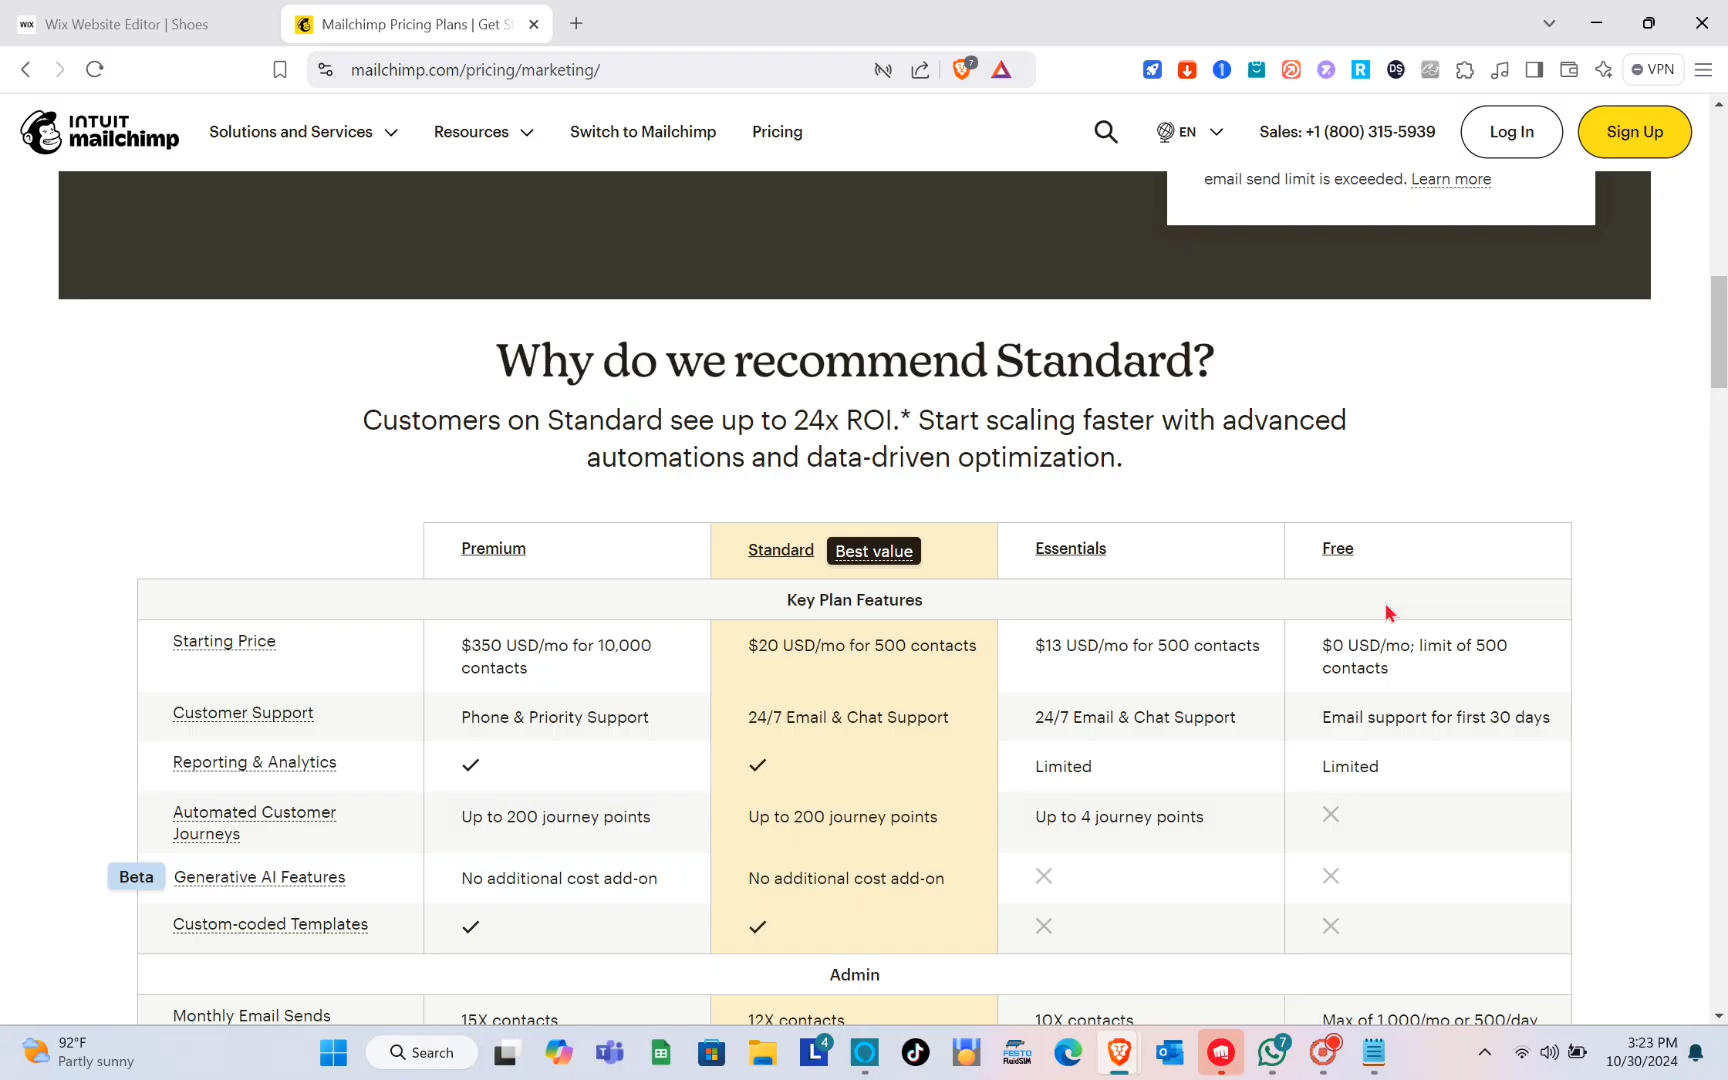 WIX Wix Website Editor | Shoes
Mailchimp Pricing Plans | Get S
mailchimp.com/pricing/marketing/
7
VPN
INTUIT
mailchimp
Solutions and Services
Resources
Switch to Mailchimp
Pricing
EN
Sales: +1 (800) 315-5939
Log In
Sign Up
email send limit is exceeded. Learn more
Why do we recommend Standard?
Customers on Standard see up to 24x ROI.* Start scaling faster with advanced
automations and data-driven optimization.
Premium
Standard Best value
Essentials
Free
Key Plan Features
Starting Price
$350 USD/mo for 10,000
contacts
$20 USD/mo for 500 contacts
$13 USD/mo for 500 contacts
$0 USD/mo; limit of 500
contacts
Customer Support
Phone & Priority Support
24/7 Email & Chat Support
24/7 Email & Chat Support
Email support for first 30 days
Reporting & Analytics
Limited
Limited
Automated Customer
Journeys
Up to 200 journey points
Up to 200 journey points
Up to 4 journey points
Beta
Generative AI Features
No additional cost add-on
No additional cost add-on
Custom-coded Templates
Admin
Monthly Email Sends
15X contacts
12X contacts
10X contacts
Max of 1,000/mo or 500/day
92°F
Partly sunny
Search
L
4
FESTO
FluidSIM
7
3:23 PM
10/30/2024